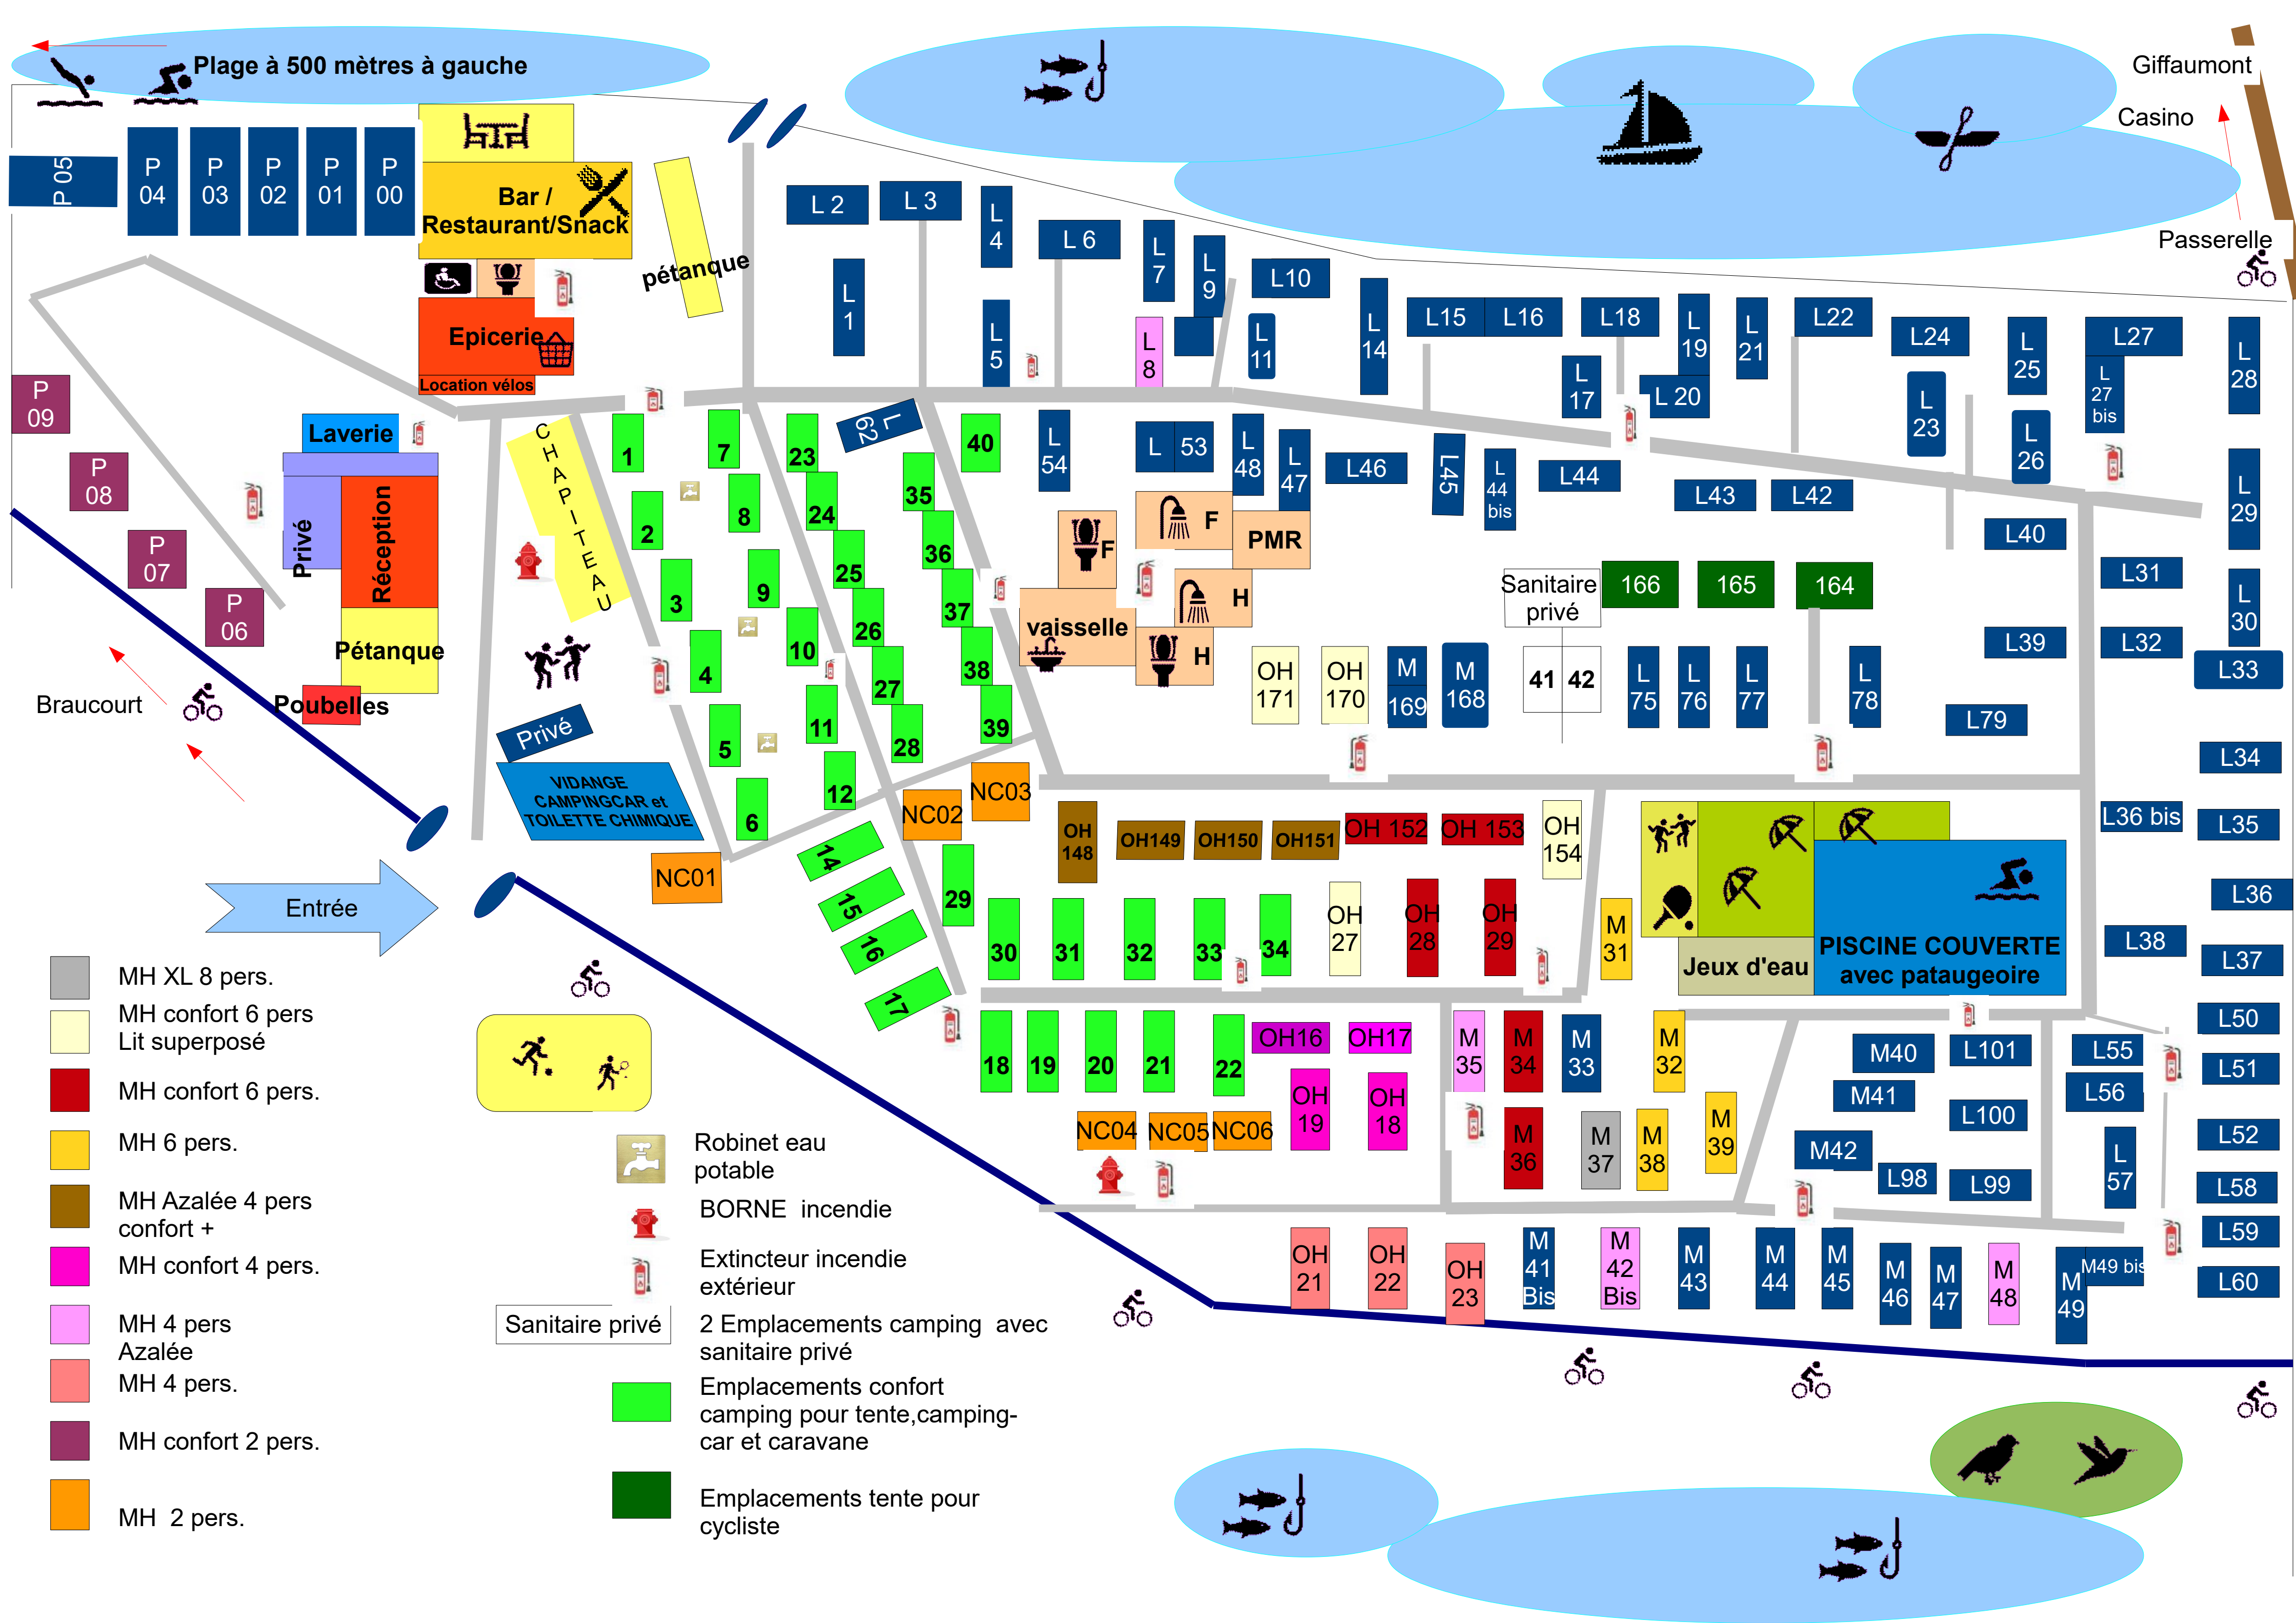 Plage à 500 mètres à gauche
Giffaumont
Casino
Passerelle
P 05
P
04
P
03
P
02
P
01
P
00
Bar /
Restaurant/Snack
pétanque
Epicerie
Location vélos
L 2
L 3
L
4
L 6
L
7
L
9
L10
L
1
L
5
L
8
L
11
L
14
L15
L16
L18
L
19
L
21
L22
L24
L
25
L27
L
28
L
17
L 20
L
23
L
26
L
27
bis
P
09
P
08
P
07
P
06
Laverie
Privé
Réception
Pétanque
Poubelles
CHAPITEAU
Braucourt
Privé
VIDANGE
CAMPINGCAR et
TOILETTE CHIMIQUE
Entrée
1
2
3
4
5
6
7
8
9
10
11
12
23
24
25
26
27
28
L
62
35
36
37
38
39
40
L
54
L
53
L
48
L
47
L46
L45
L
44
bis
L44
L43
L42
L
29
L40
L31
L
30
L39
L32
L33
F
F
PMR
H
H
vaisselle
Sanitaire
privé
166
165
164
OH
171
OH
170
M
169
M
168
41
42
L
75
L
76
L
77
L
78
L79
L34
L36 bis
L35
L36
L38
L37
NC01
NC02
NC03
14
15
16
17
29
OH
148
OH149
OH150
OH151
OH 152
OH 153
OH
154
30
31
32
33
34
OH
27
OH
28
OH
29
M
31
Jeux d'eau
PISCINE COUVERTE
avec pataugeoire
18
19
20
21
22
OH16
OH17
OH
19
OH
18
NC04
NC05
NC06
M
35
M
34
M
33
M
32
M
36
M
37
M
38
M
39
M40
L101
L55
L50
L51
M41
L100
L56
M42
L98
L99
L
57
L52
L58
L59
L60
OH
21
OH
22
OH
23
M
41
Bis
M
42
Bis
M
43
M
44
M
45
M
46
M
47
M
48
M
49
M49 bis
MH XL 8 pers.
MH confort 6 pers
Lit superposé
MH confort 6 pers.
MH 6 pers.
MH Azalée 4 pers
confort +
MH confort 4 pers.
MH 4 pers
Azalée
MH 4 pers.
MH confort 2 pers.
MH 2 pers.
Robinet eau
potable
BORNE incendie
Extincteur incendie
extérieur
Sanitaire privé
2 Emplacements camping avec
sanitaire privé
Emplacements confort
camping pour tente,camping-
car et caravane
Emplacements tente pour
cycliste